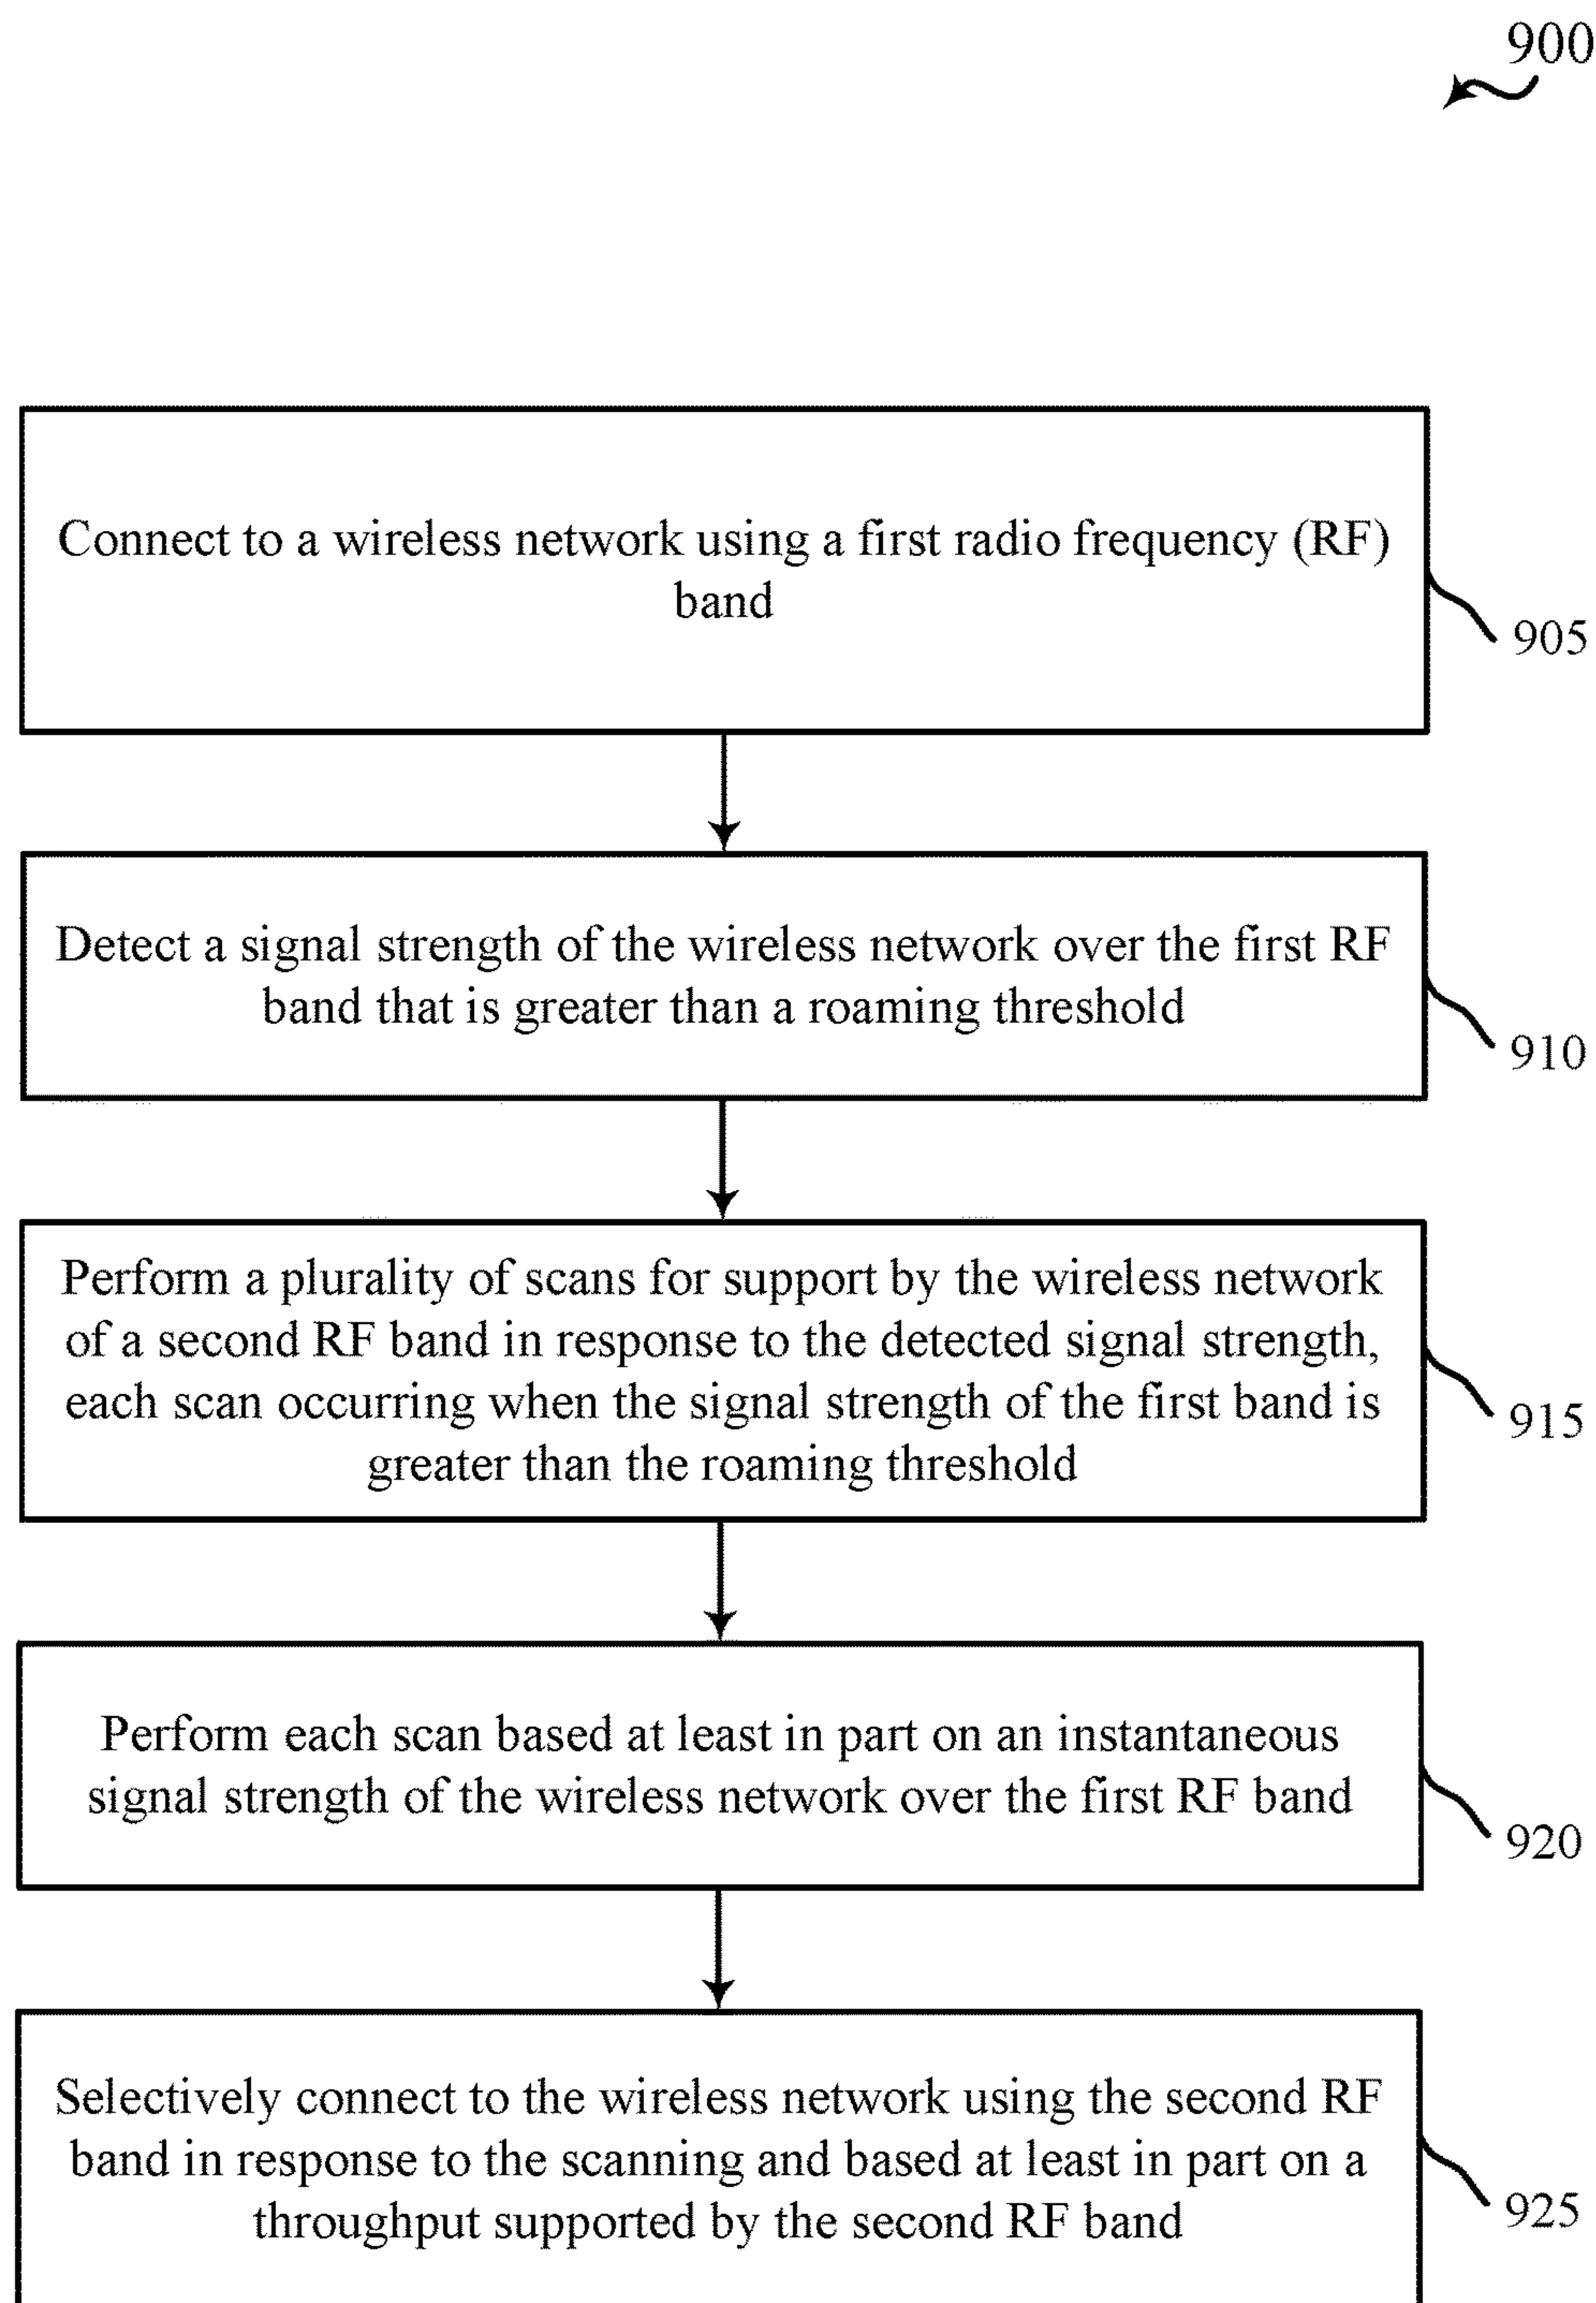 900
Connect to a wireless network using a first radio frequency (RF)
band
905
Detect a signal strength of the wireless network over the first RF
band that is greater than a roaming threshold
910
Perform a plurality of scans for support by the wireless network
of a second RF band in response to the detected signal strength,
each scan occurring when the signal strength of the first band is
greater than the roaming threshold
915
Perform each scan based at least in part on an instantaneous
signal strength of the wireless network over the first RF band
920
Selectively connect to the wireless network using the second RF
band in response to the scanning and based at least in part on a
throughput supported by the second RF band
925